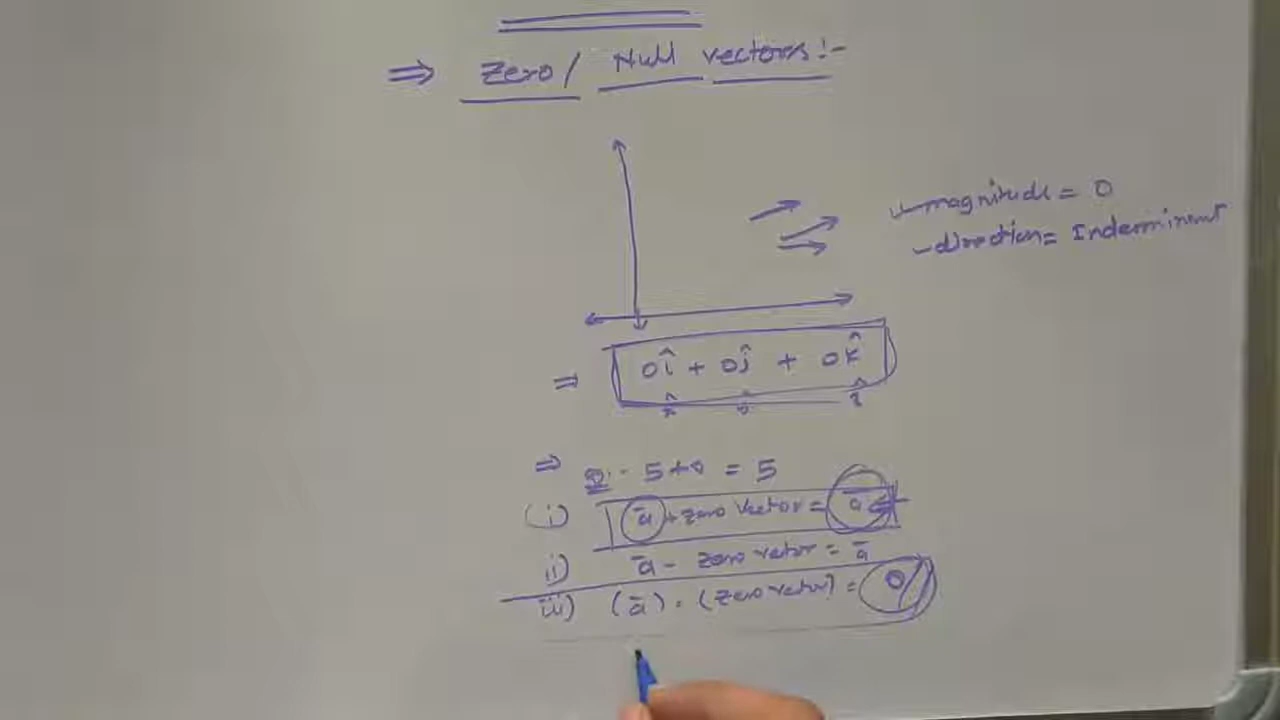 ⇒ Zero / Null vectors:-
magnitude = 0
direction = Inderminent
⇒ 0î + 0ĵ + 0k̂
⇒ 5+0 = 5
(i) ā + zero vector = ā
ii) ā - zero vector = ā
iii) (ā) · (zero vector) = 0